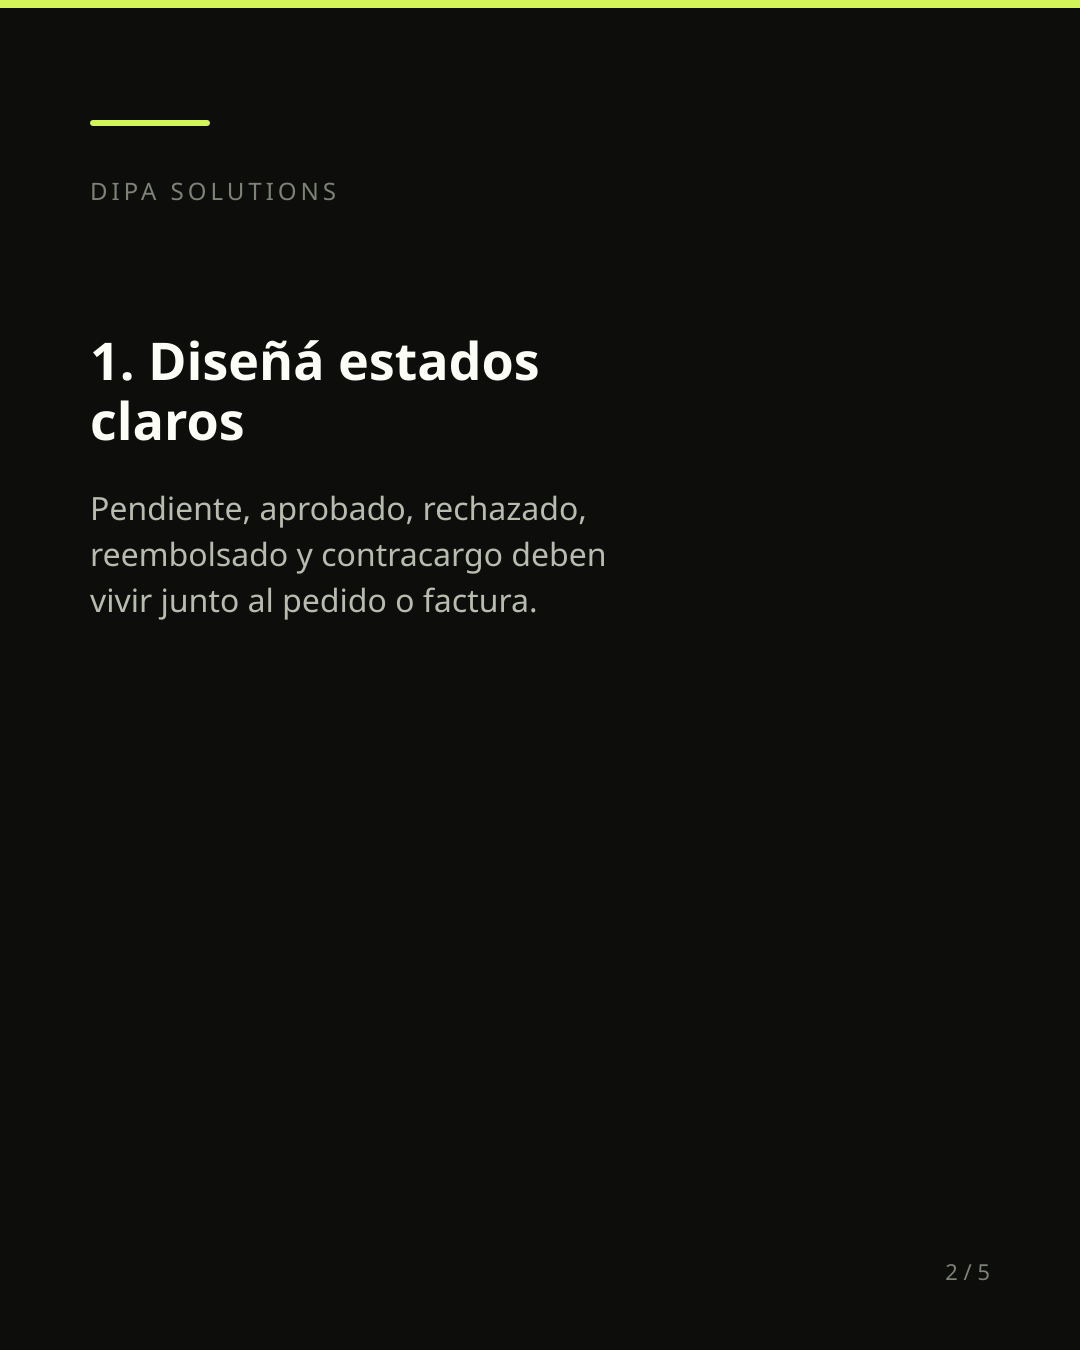 DIPA SOLUTIONS
1. Diseñá estados
claros
Pendiente, aprobado, rechazado,
reembolsado y contracargo deben
vivir junto al pedido o factura.
2 / 5